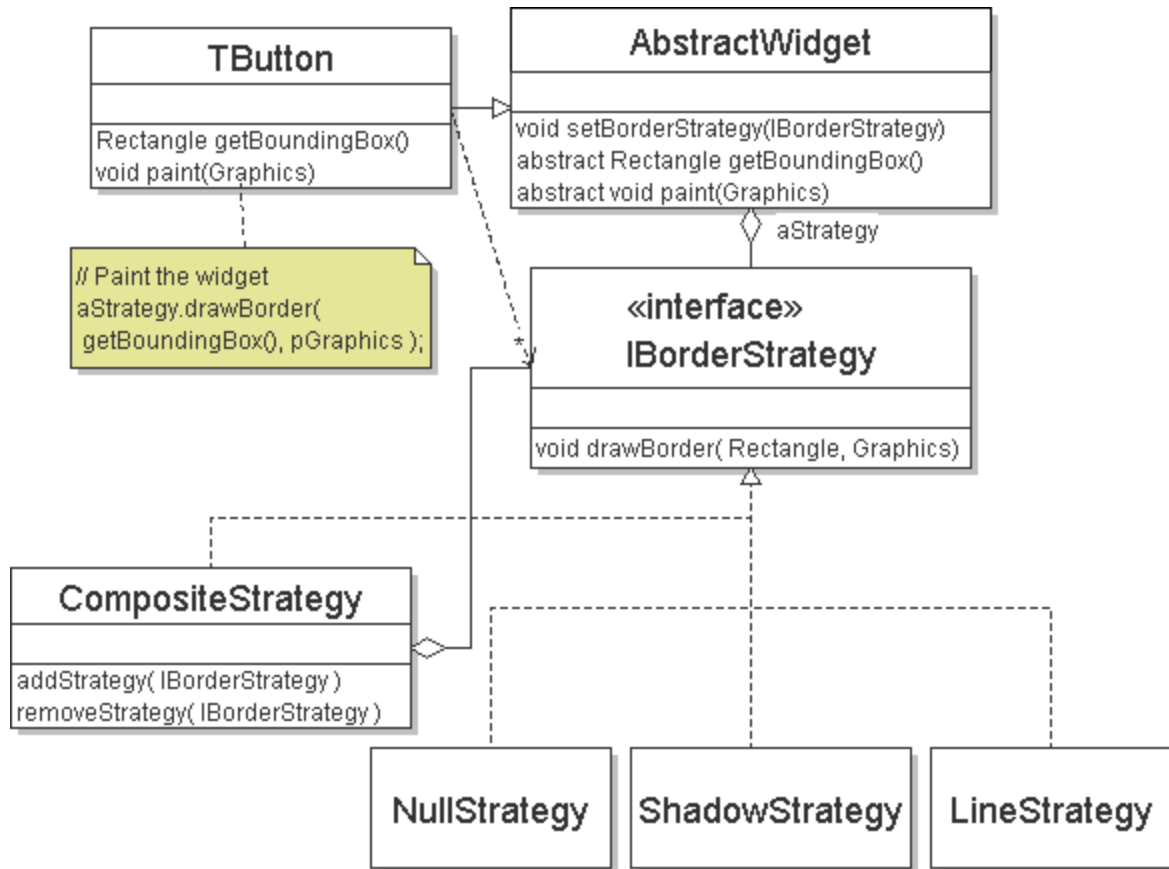 TButton
Rectangle getBoundingBox()
void paint(Graphics)
AbstractWidget
void setBorderStrategy(IBorderStrategy)
abstract Rectangle getBoundingBox()
abstract void paint(Graphics)
aStrategy
// Paint the widget
aStrategy.drawBorder(
getBoundingBox(), pGraphics );
«interface»
IBorderStrategy
void drawBorder( Rectangle, Graphics)
*
CompositeStrategy
addStrategy( IBorderStrategy )
removeStrategy( IBorderStrategy )
NullStrategy
ShadowStrategy
LineStrategy